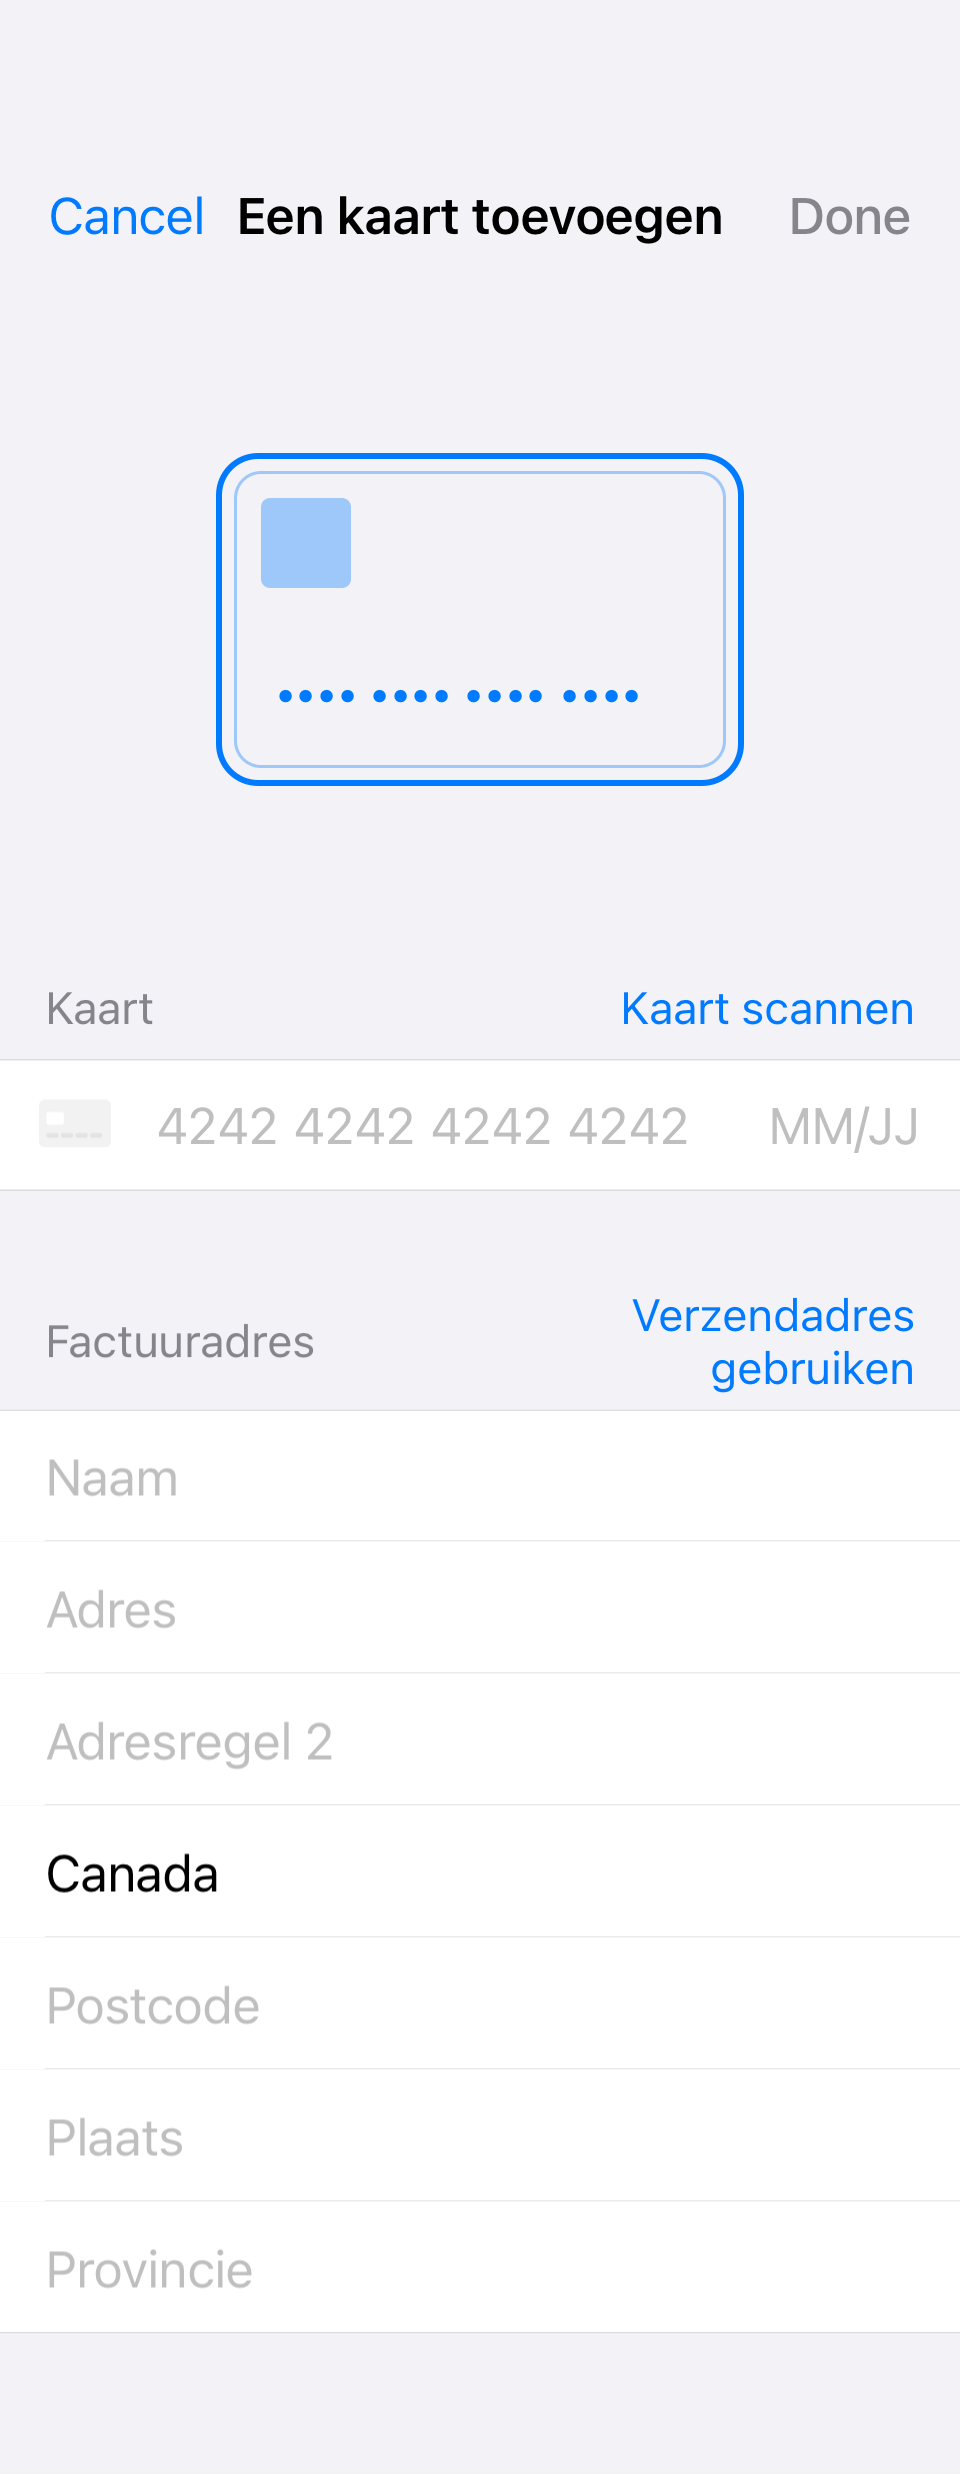 Cancel Een kaart toevoegen Done
Kaart Kaart scannen
4242 4242 4242 4242 MM/JJ
Factuuradres Verzendadres gebruiken
Naam
Adres
Adresregel 2
Canada
Postcode
Plaats
Provincie